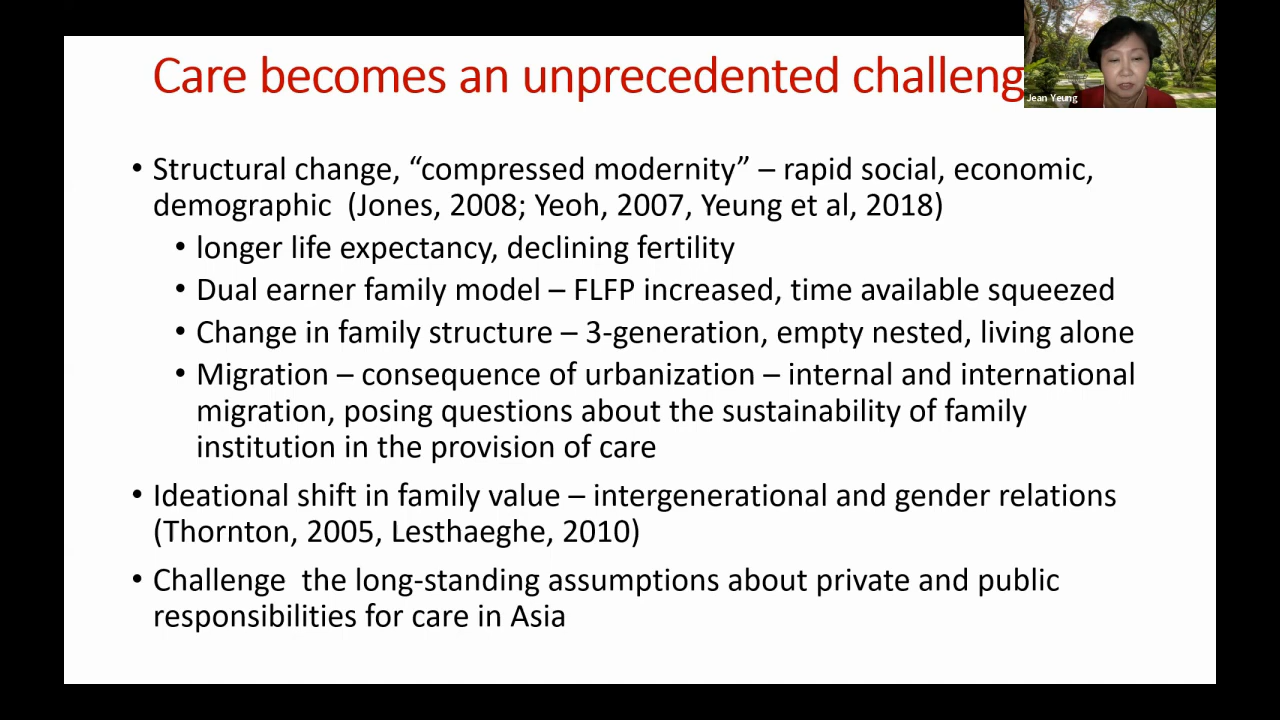 Care becomes an unprecedented challeng
Jean Yeung
• Structural change, “compressed modernity” – rapid social, economic,
demographic  (Jones, 2008; Yeoh, 2007, Yeung et al, 2018)
• longer life expectancy, declining fertility
• Dual earner family model – FLFP increased, time available squeezed
• Change in family structure – 3-generation, empty nested, living alone
• Migration – consequence of urbanization – internal and international
migration, posing questions about the sustainability of family
institution in the provision of care
• Ideational shift in family value – intergenerational and gender relations
(Thornton, 2005, Lesthaeghe, 2010)
• Challenge  the long-standing assumptions about private and public
responsibilities for care in Asia